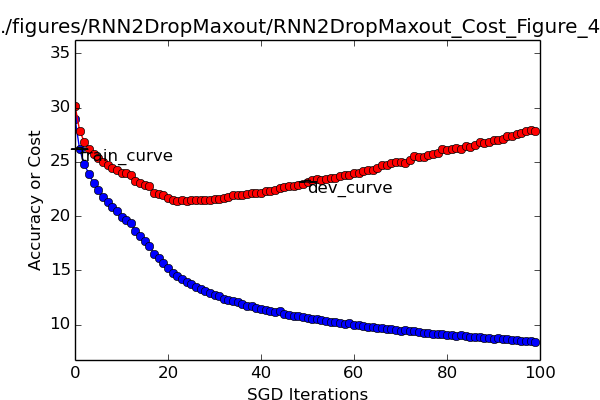 ./figures/RNN2DropMaxout/RNN2DropMaxout_Cost_Figure_4
35
30
25
20
15
10
0
20
40
60
80
100
Accuracy or Cost
SGD Iterations
train_curve
dev_curve